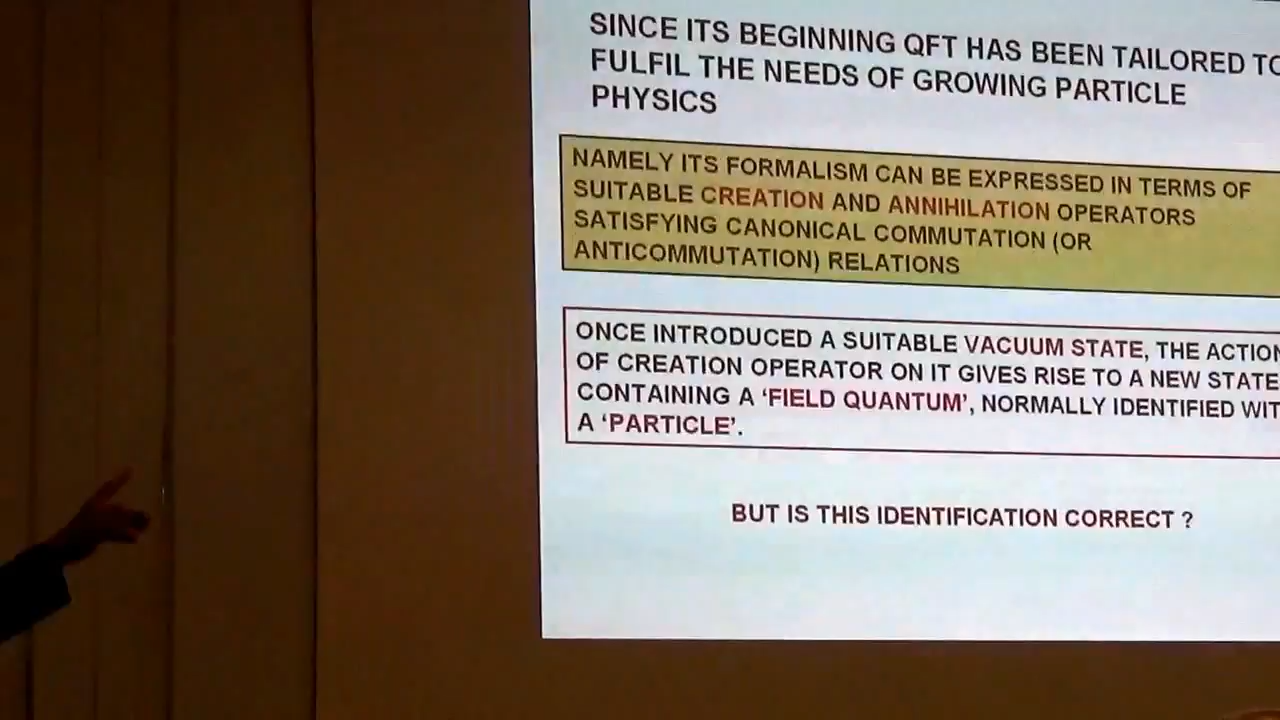 SINCE ITS BEGINNING QFT HAS BEEN TAILORED TO
FULFIL THE NEEDS OF GROWING PARTICLE
PHYSICS
NAMELY ITS FORMALISM CAN BE EXPRESSED IN TERMS OF
SUITABLE CREATION AND ANNIHILATION OPERATORS
SATISFYING CANONICAL COMMUTATION (OR
ANTICOMMUTATION) RELATIONS
ONCE INTRODUCED A SUITABLE VACUUM STATE, THE ACTION
OF CREATION OPERATOR ON IT GIVES RISE TO A NEW STATE
CONTAINING A ‘FIELD QUANTUM’, NORMALLY IDENTIFIED WIT
A ‘PARTICLE’.
BUT IS THIS IDENTIFICATION CORRECT ?